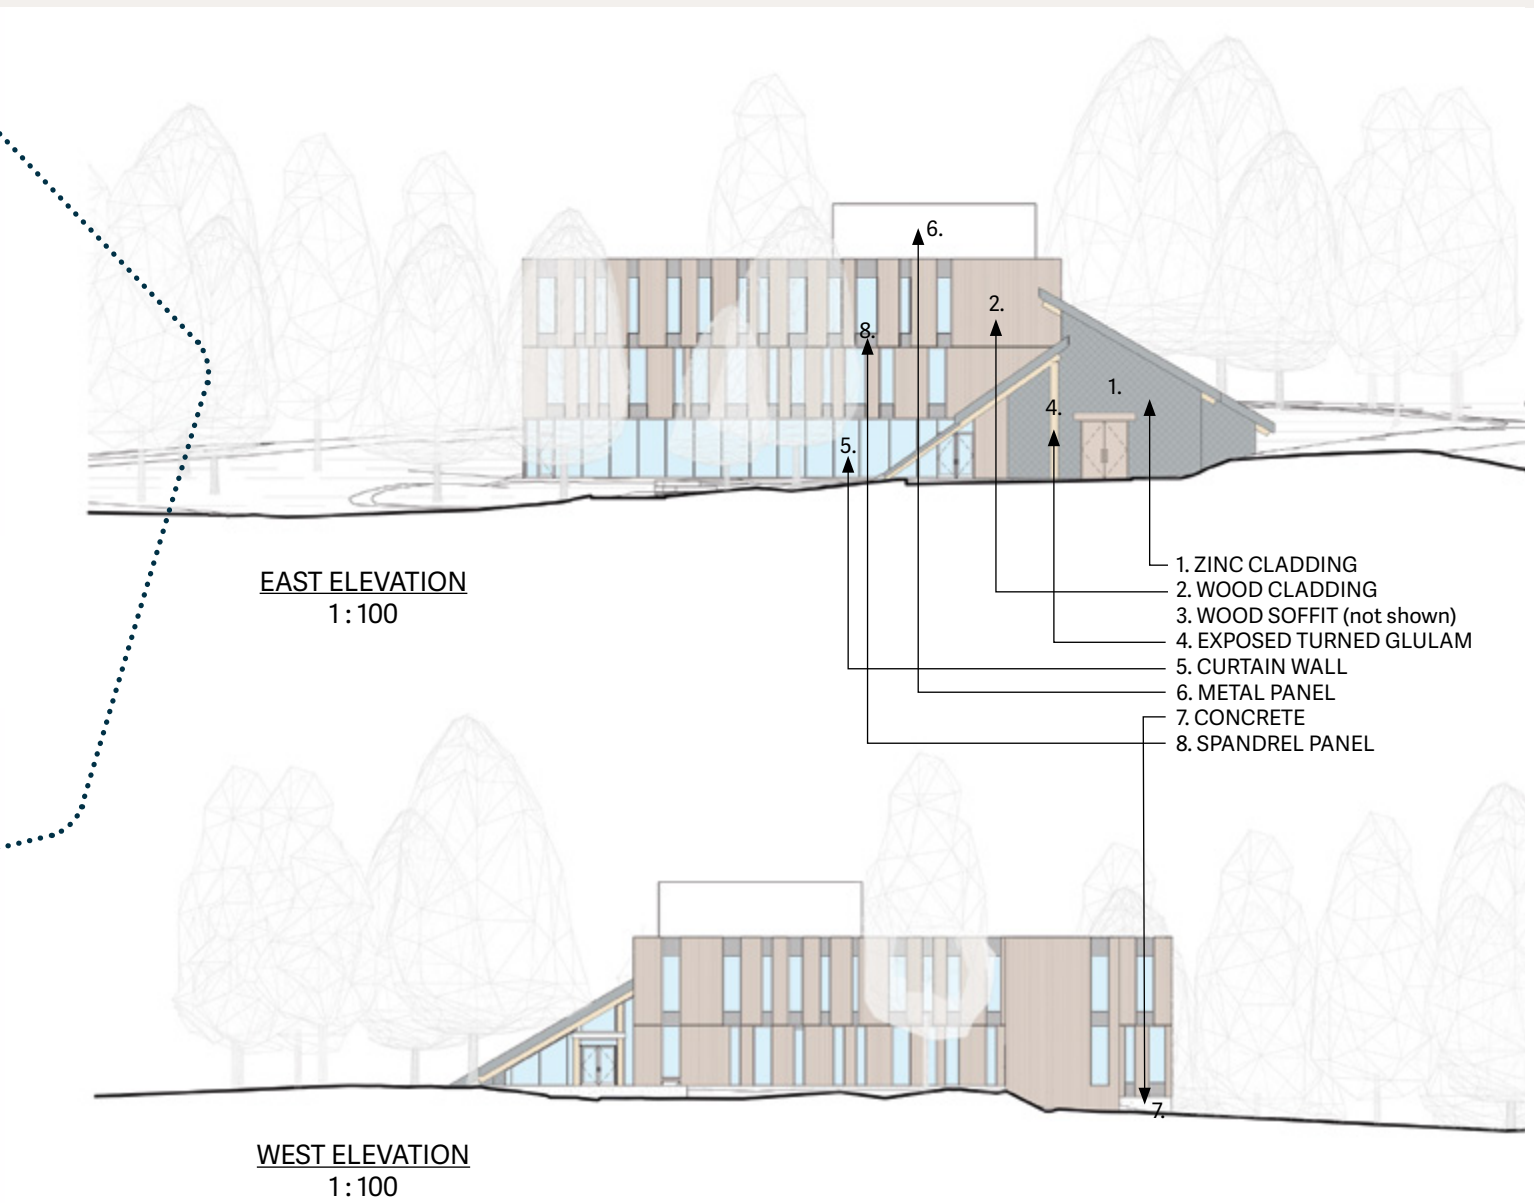 6.
2.
8.
1.
4.
5.
EAST ELEVATION
1 : 100
1. ZINC CLADDING
2. WOOD CLADDING
3. WOOD SOFFIT (not shown)
4. EXPOSED TURNED GLULAM
5. CURTAIN WALL
6. METAL PANEL
7. CONCRETE
8. SPANDREL PANEL
7.
WEST ELEVATION
1 : 100